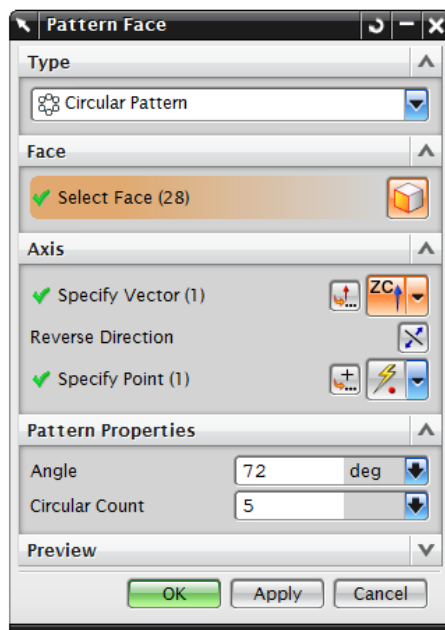 Pattern Face
Type
Circular Pattern
Face
Select Face (28)
Axis
Specify Vector (1)
ZC
Reverse Direction
Specify Point (1)
Pattern Properties
Angle 72 deg
Circular Count 5
Preview
OK Apply Cancel